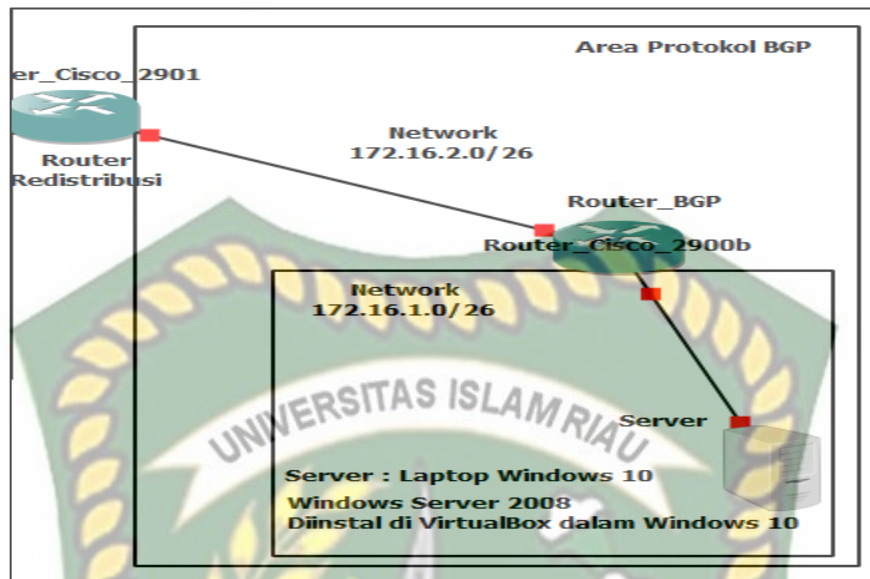 Area Protokol BGP
er_Cisco_2901
Network
172.16.2.0/26
Router
Redistribusi
Router_BGP
Router_Cisco_2900b
Network
172.16.1.0/26
UNIVERSITAS ISLAM RIAU
Server
Server : Laptop Windows 10
Windows Server 2008
Diinstal di VirtualBox dalam Windows 10